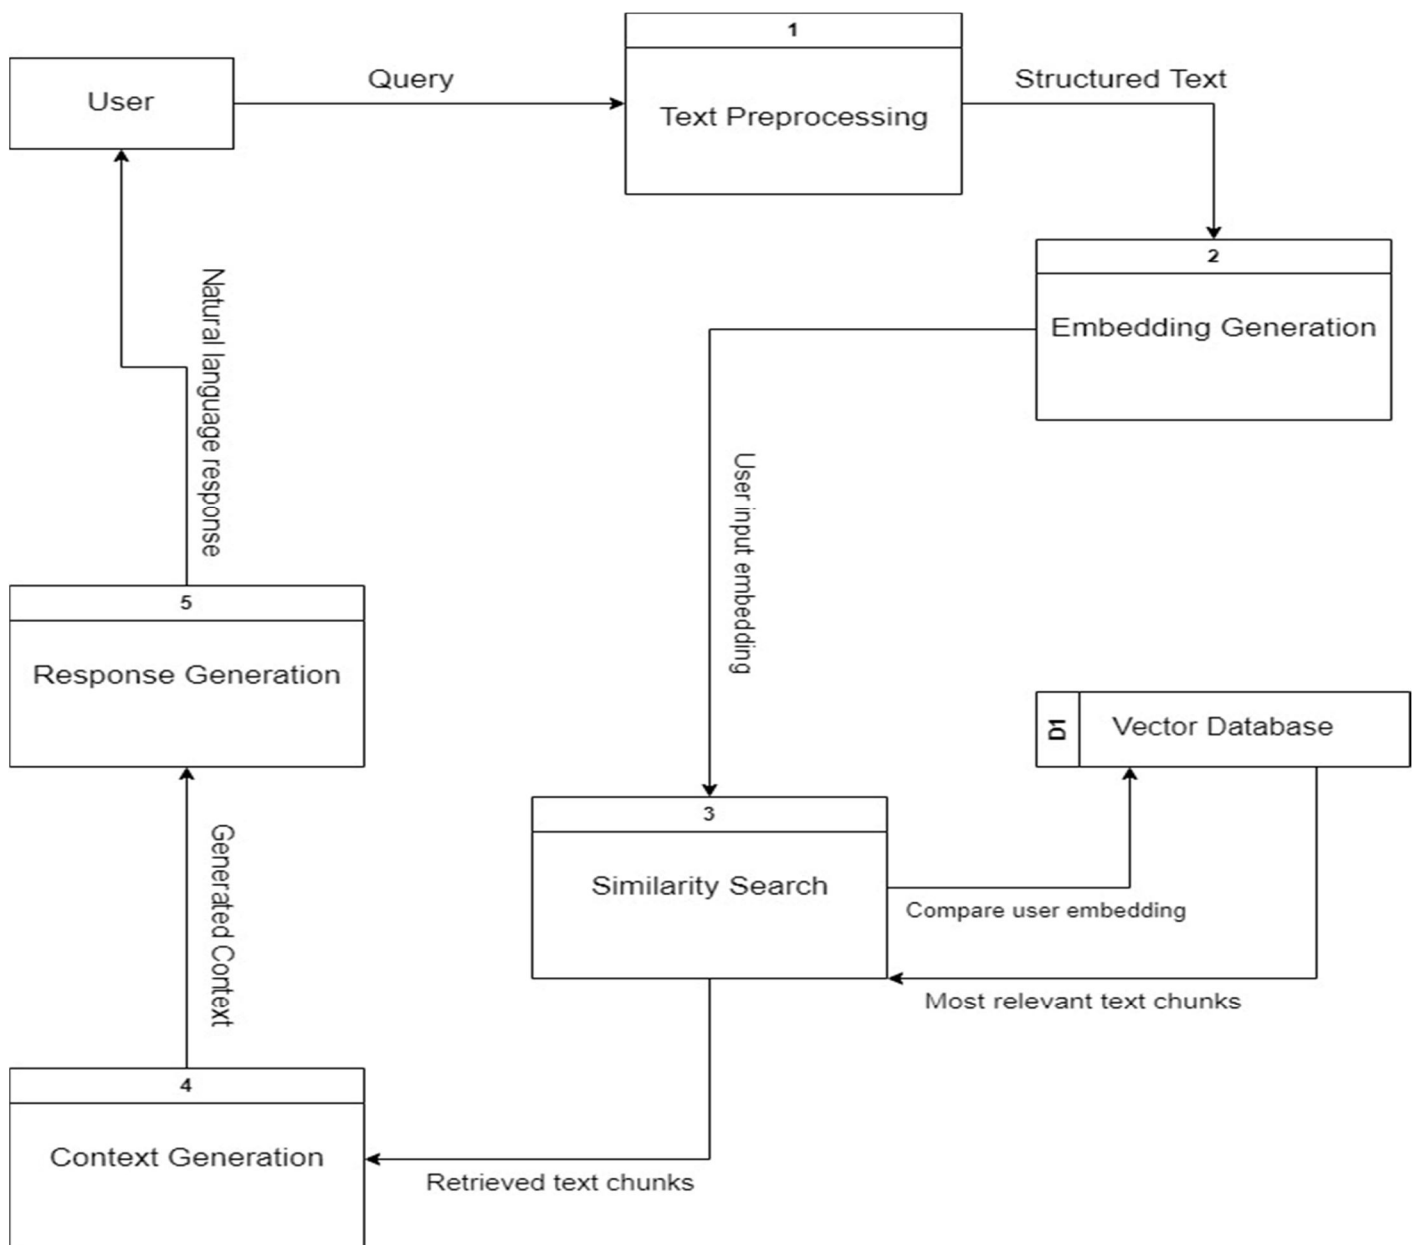 User
Query
1
Text Preprocessing
Structured Text
2
Embedding Generation
User input embedding
3
Similarity Search
D1
Vector Database
Compare user embedding
Most relevant text chunks
Retrieved text chunks
4
Context Generation
Generated Context
5
Response Generation
Natural language response